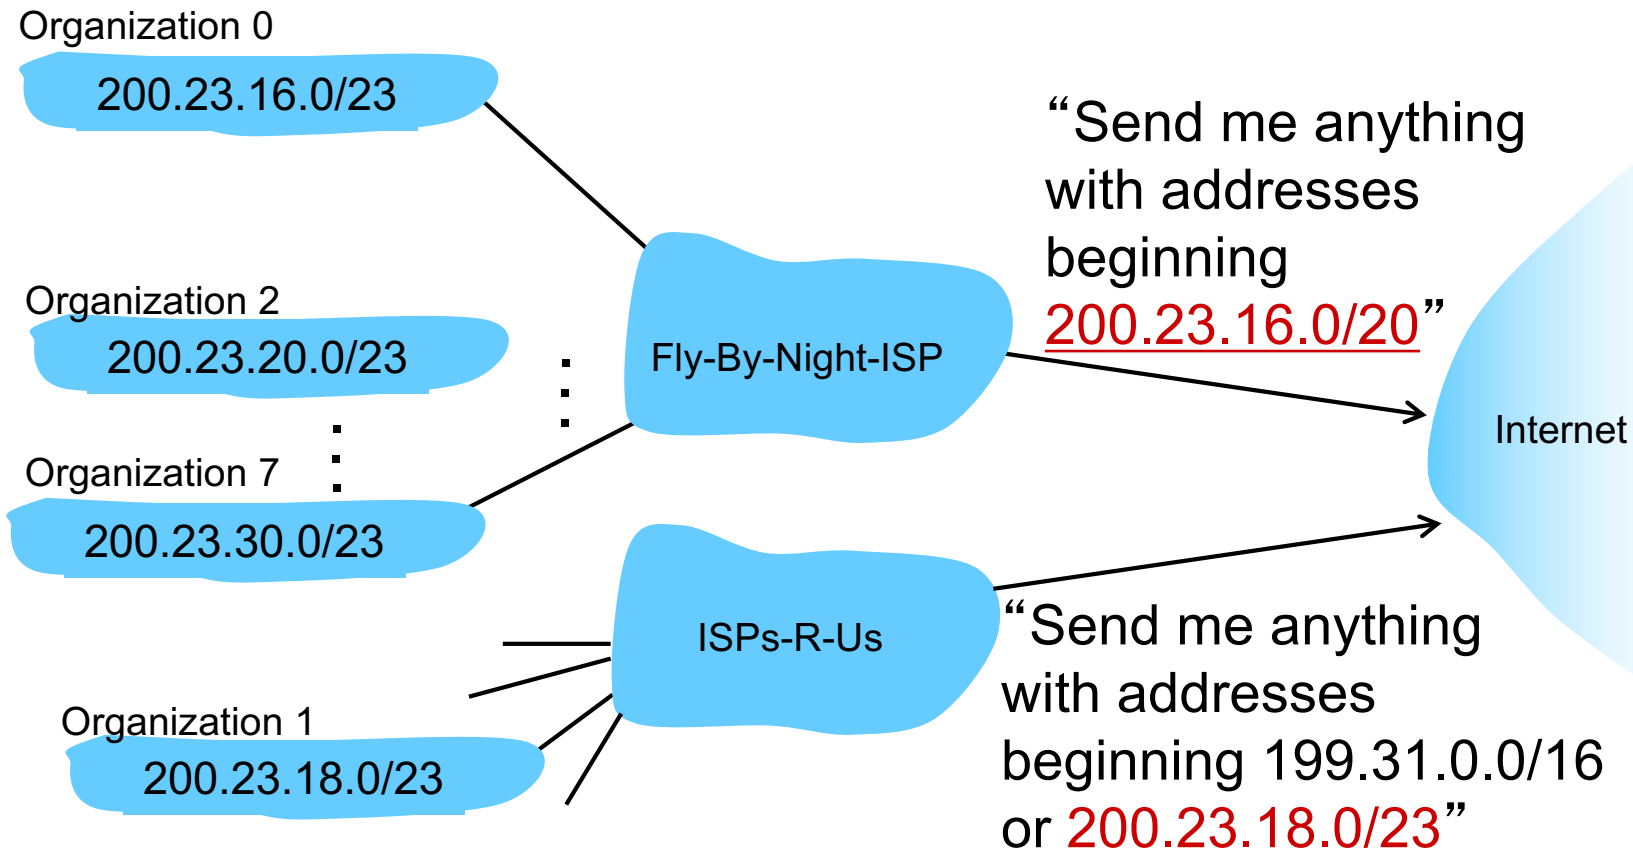 Organization 0
200.23.16.0/23
Organization 2
200.23.20.0/23
Organization 7
200.23.30.0/23
Organization 1
200.23.18.0/23
Fly-By-Night-ISP
ISPs-R-Us
“Send me anything
with addresses
beginning
200.23.16.0/20”
Internet
“Send me anything
with addresses
beginning 199.31.0.0/16
or 200.23.18.0/23”